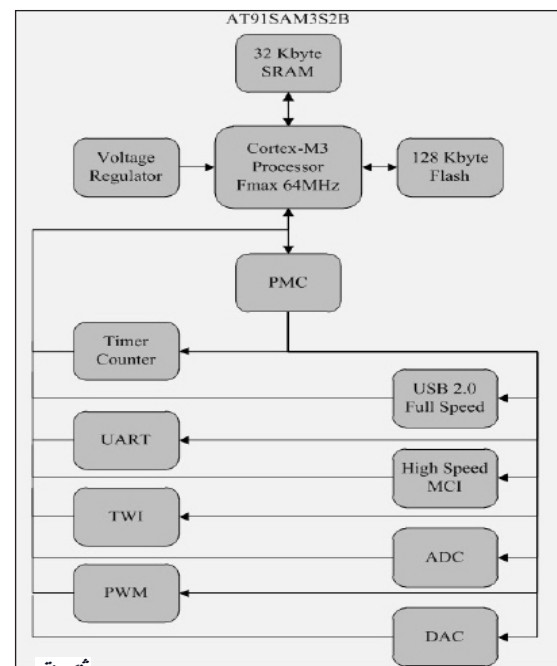 AT91SAM3S2B
32 Kbyte
SRAM
Voltage
Regulator
Cortex-M3
Processor
Fmax 64MHz
128 Kbyte
Flash
PMC
Timer
Counter
USB 2.0
Full Speed
UART
High Speed
MCI
TWI
ADC
PWM
DAC